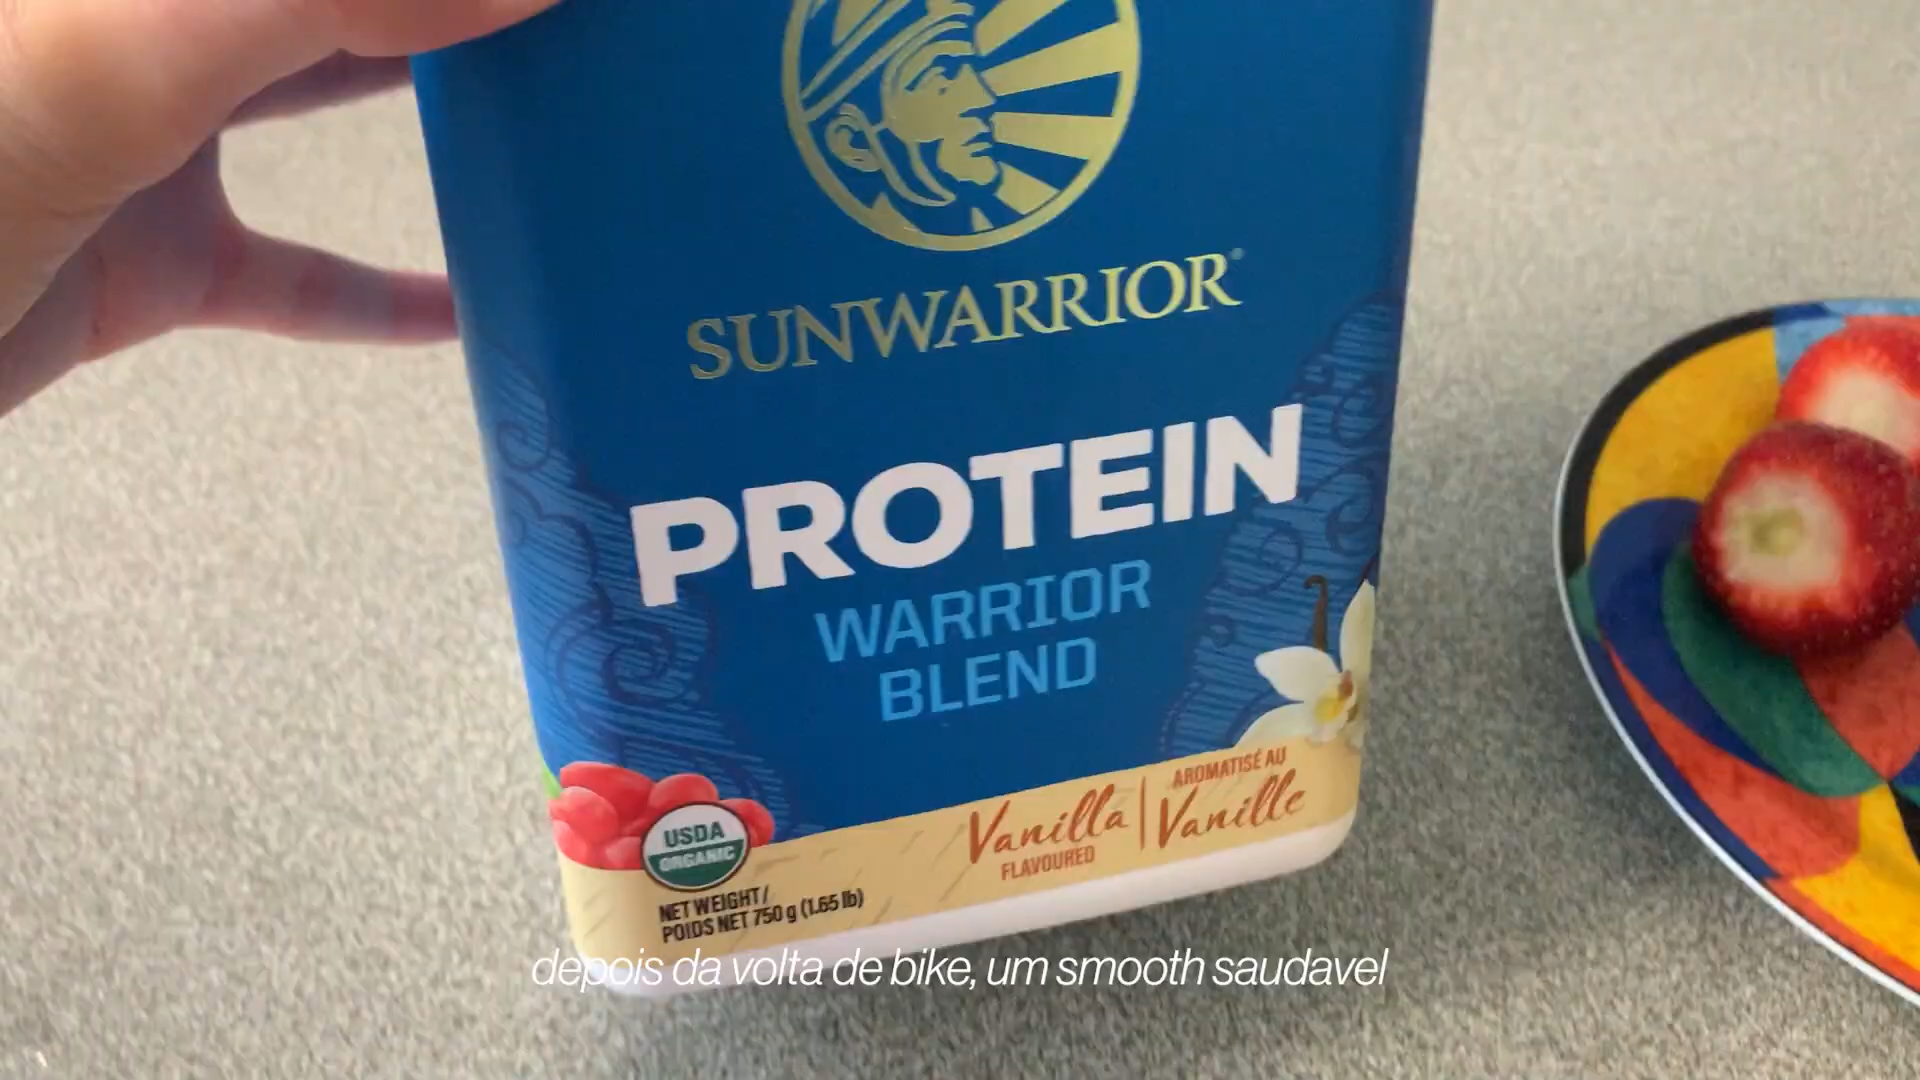 SUNWARRIOR®
PROTEIN
WARRIOR
BLEND
Vanilla
FLAVOURED
AROMATISÉ AU
Vanille
USDA
ORGANIC
NET WEIGHT /
POIDS NET 750 g (1.65 lb)
depois da volta de bike, um smooth saudavel